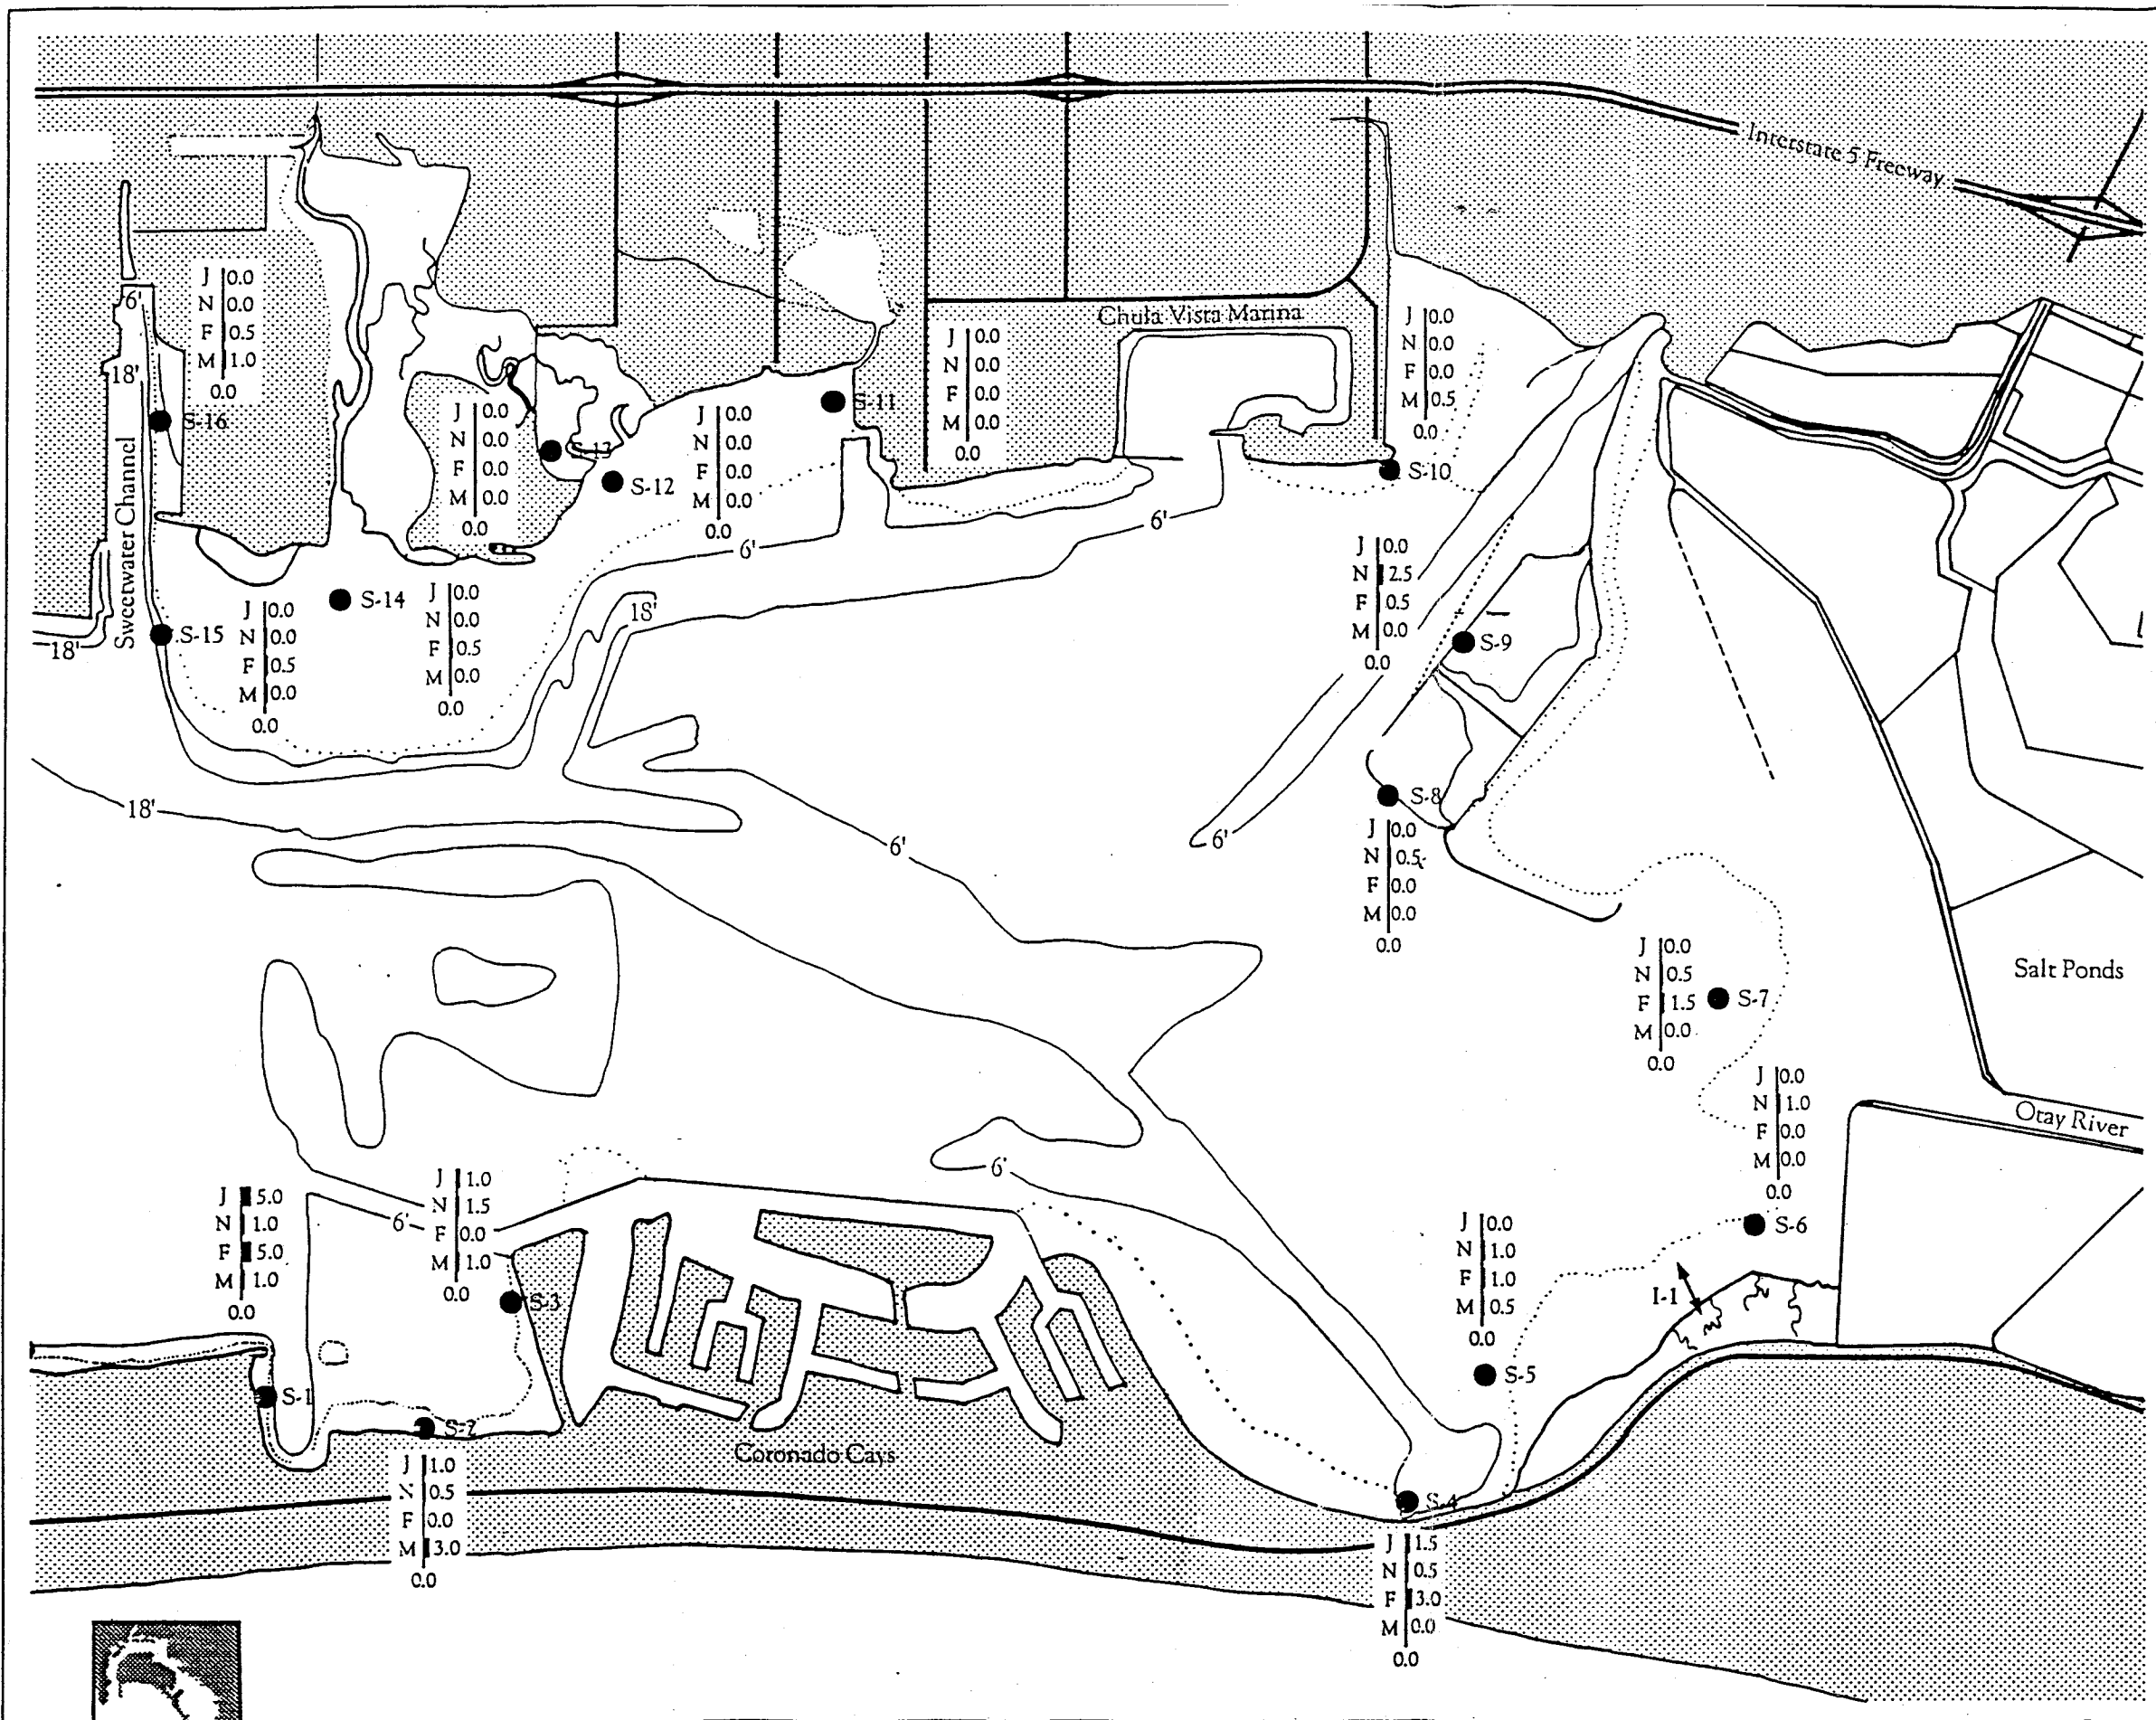 Interstate 5 Freeway
J 0.0
N 0.0
F 0.5
M 1.0
0.0
6'
18'
S-16
Sweetwater Channel
Chula Vista Marina
J 0.0
N 0.0
F 0.0
M 0.5
0.0
S-10
J 0.0
N 0.0
F 0.0
M 0.0
0.0
S-11
J 0.0
N 0.0
F 0.0
M 0.0
0.0
S-13
J 0.0
N 0.0
F 0.0
M 0.0
0.0
S-12
6'
6'
18'
J 0.0
N 2.5
F 0.5
M 0.0
0.0
S-9
S-14
J 0.0
N 0.0
F 0.5
M 0.0
0.0
S-15
18'
J 0.0
N 0.0
F 0.5
M 0.0
0.0
18'
6'
6'
S-8
J 0.0
N 0.5
F 0.0
M 0.0
0.0
Salt Ponds
J 0.0
N 0.5
F 1.5
M 0.0
0.0
S-7
J 0.0
N 1.0
F 0.0
M 0.0
0.0
S-6
Otay River
6'
J 5.0
N 1.0
F 5.0
M 1.0
0.0
S-1
6'
J 1.0
N 1.5
F 0.0
M 1.0
0.0
S-3
J 0.0
N 1.0
F 1.0
M 0.5
0.0
S-5
I-1
S-2
J 1.0
N 0.5
F 0.0
M 3.0
0.0
Coronado Cays
S-4
J 1.5
N 0.5
F 3.0
M 0.0
0.0